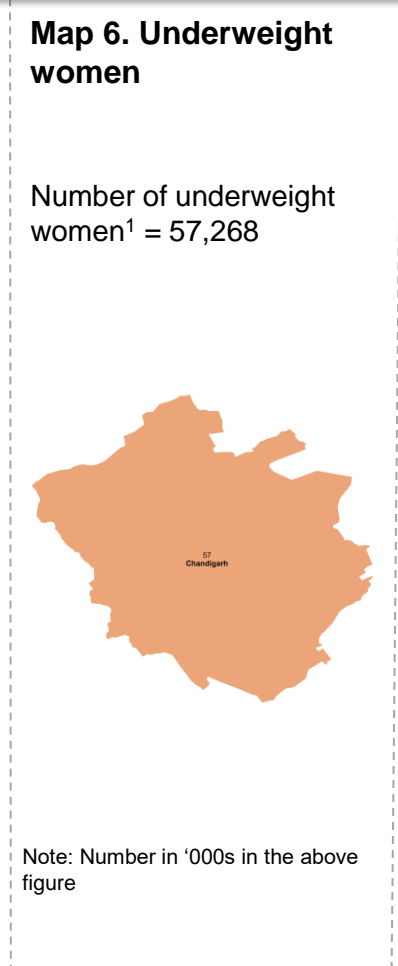 Map 6. Underweight
women
Number of underweight
women¹ = 57,268
57
Chandigarh
Note: Number in ‘000s in the above
figure